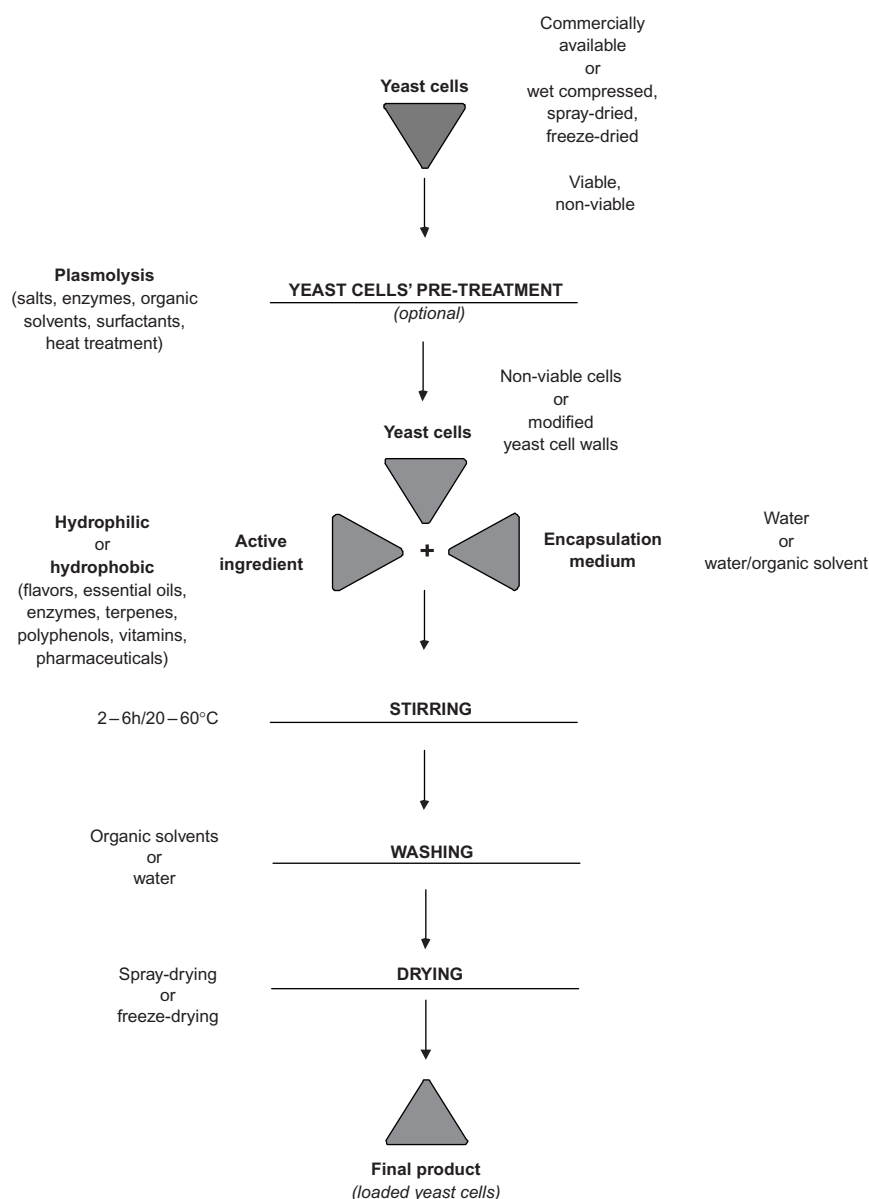 Commercially
available
or
wet compressed,
spray-dried,
freeze-dried
Yeast cells
Viable,
non-viable
Plasmolysis
(salts, enzymes, organic
solvents, surfactants,
heat treatment)
YEAST CELLS’ PRE-TREATMENT
(optional)
Non-viable cells
or
modified
yeast cell walls
Yeast cells
Hydrophilic
or
hydrophobic
(flavors, essential oils,
enzymes, terpenes,
polyphenols, vitamins,
pharmaceuticals)
Active
ingredient
+
Encapsulation
medium
Water
or
water/organic solvent
2–6h/20–60°C
STIRRING
Organic solvents
or
water
WASHING
Spray-drying
or
freeze-drying
DRYING
Final product
(loaded yeast cells)